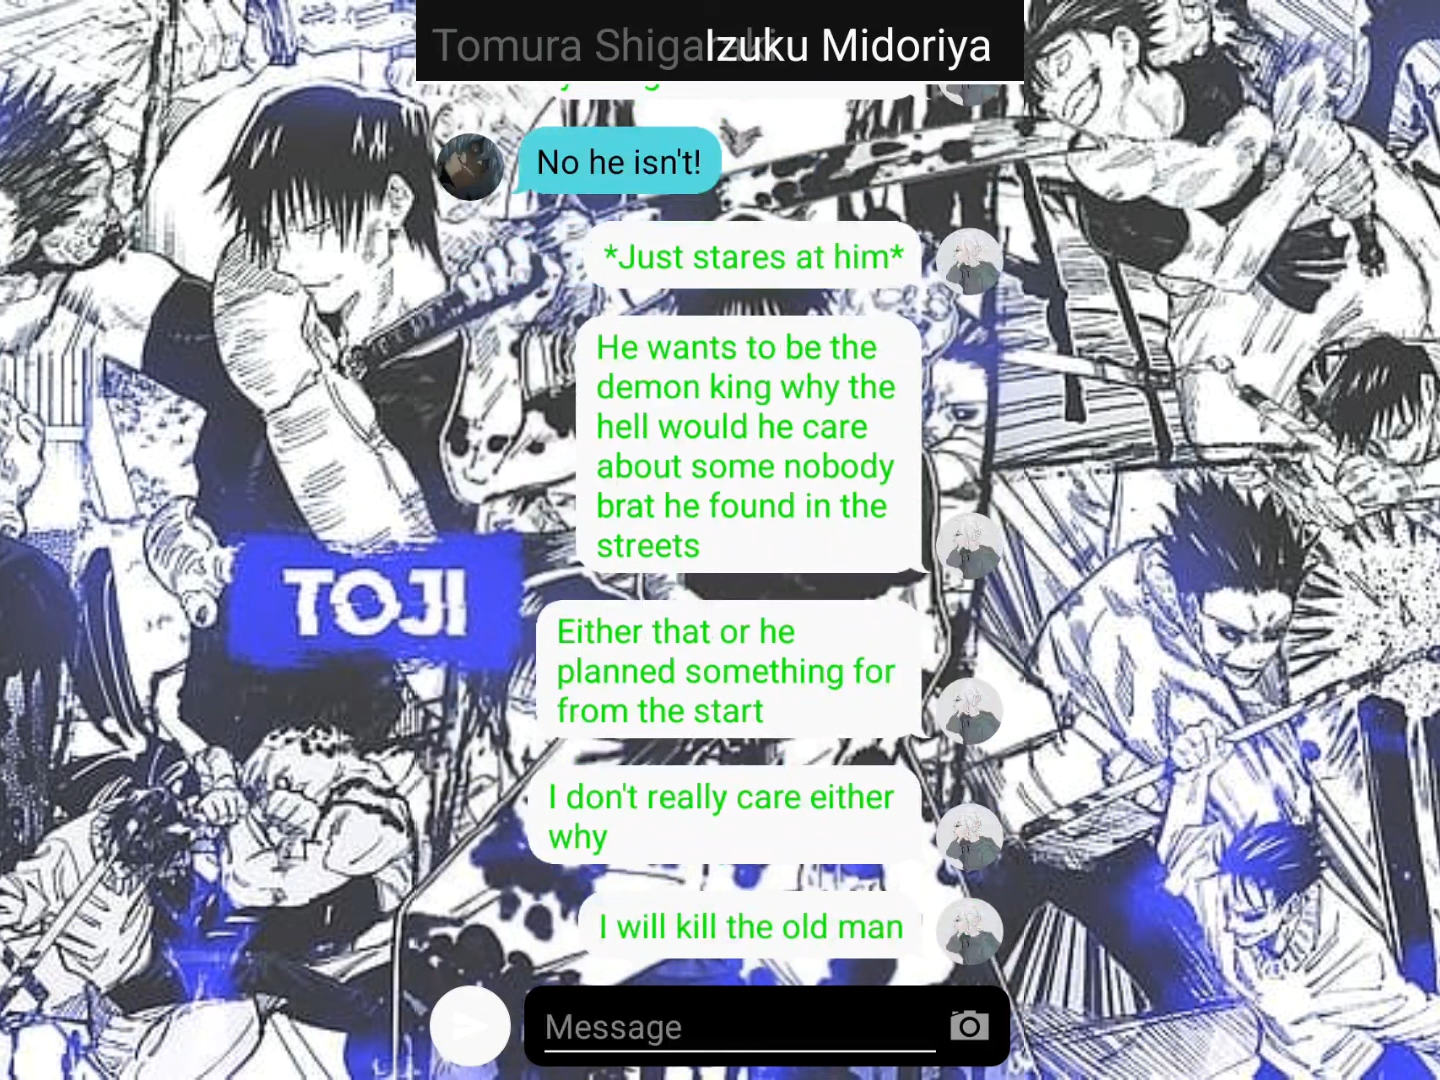 Tomura Shigaraki
Izuku Midoriya
No he isn't!
*Just stares at him*
He wants to be the
demon king why the
hell would he care
about some nobody
brat he found in the
streets
TOJI
Either that or he
planned something for
from the start
I don't really care either
why
I will kill the old man
Message